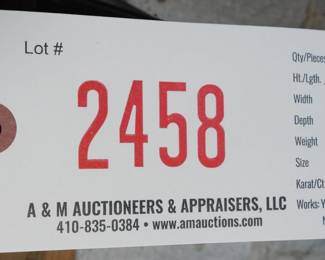 Lot #
2458
A & M AUCTIONEERS & APPRAISERS, LLC
410-835-0384 • www.amauctions.com
Qty/Pieces
Ht./Lgth.
Width
Depth
Weight
Size
Karat/Ct.
Works: Y